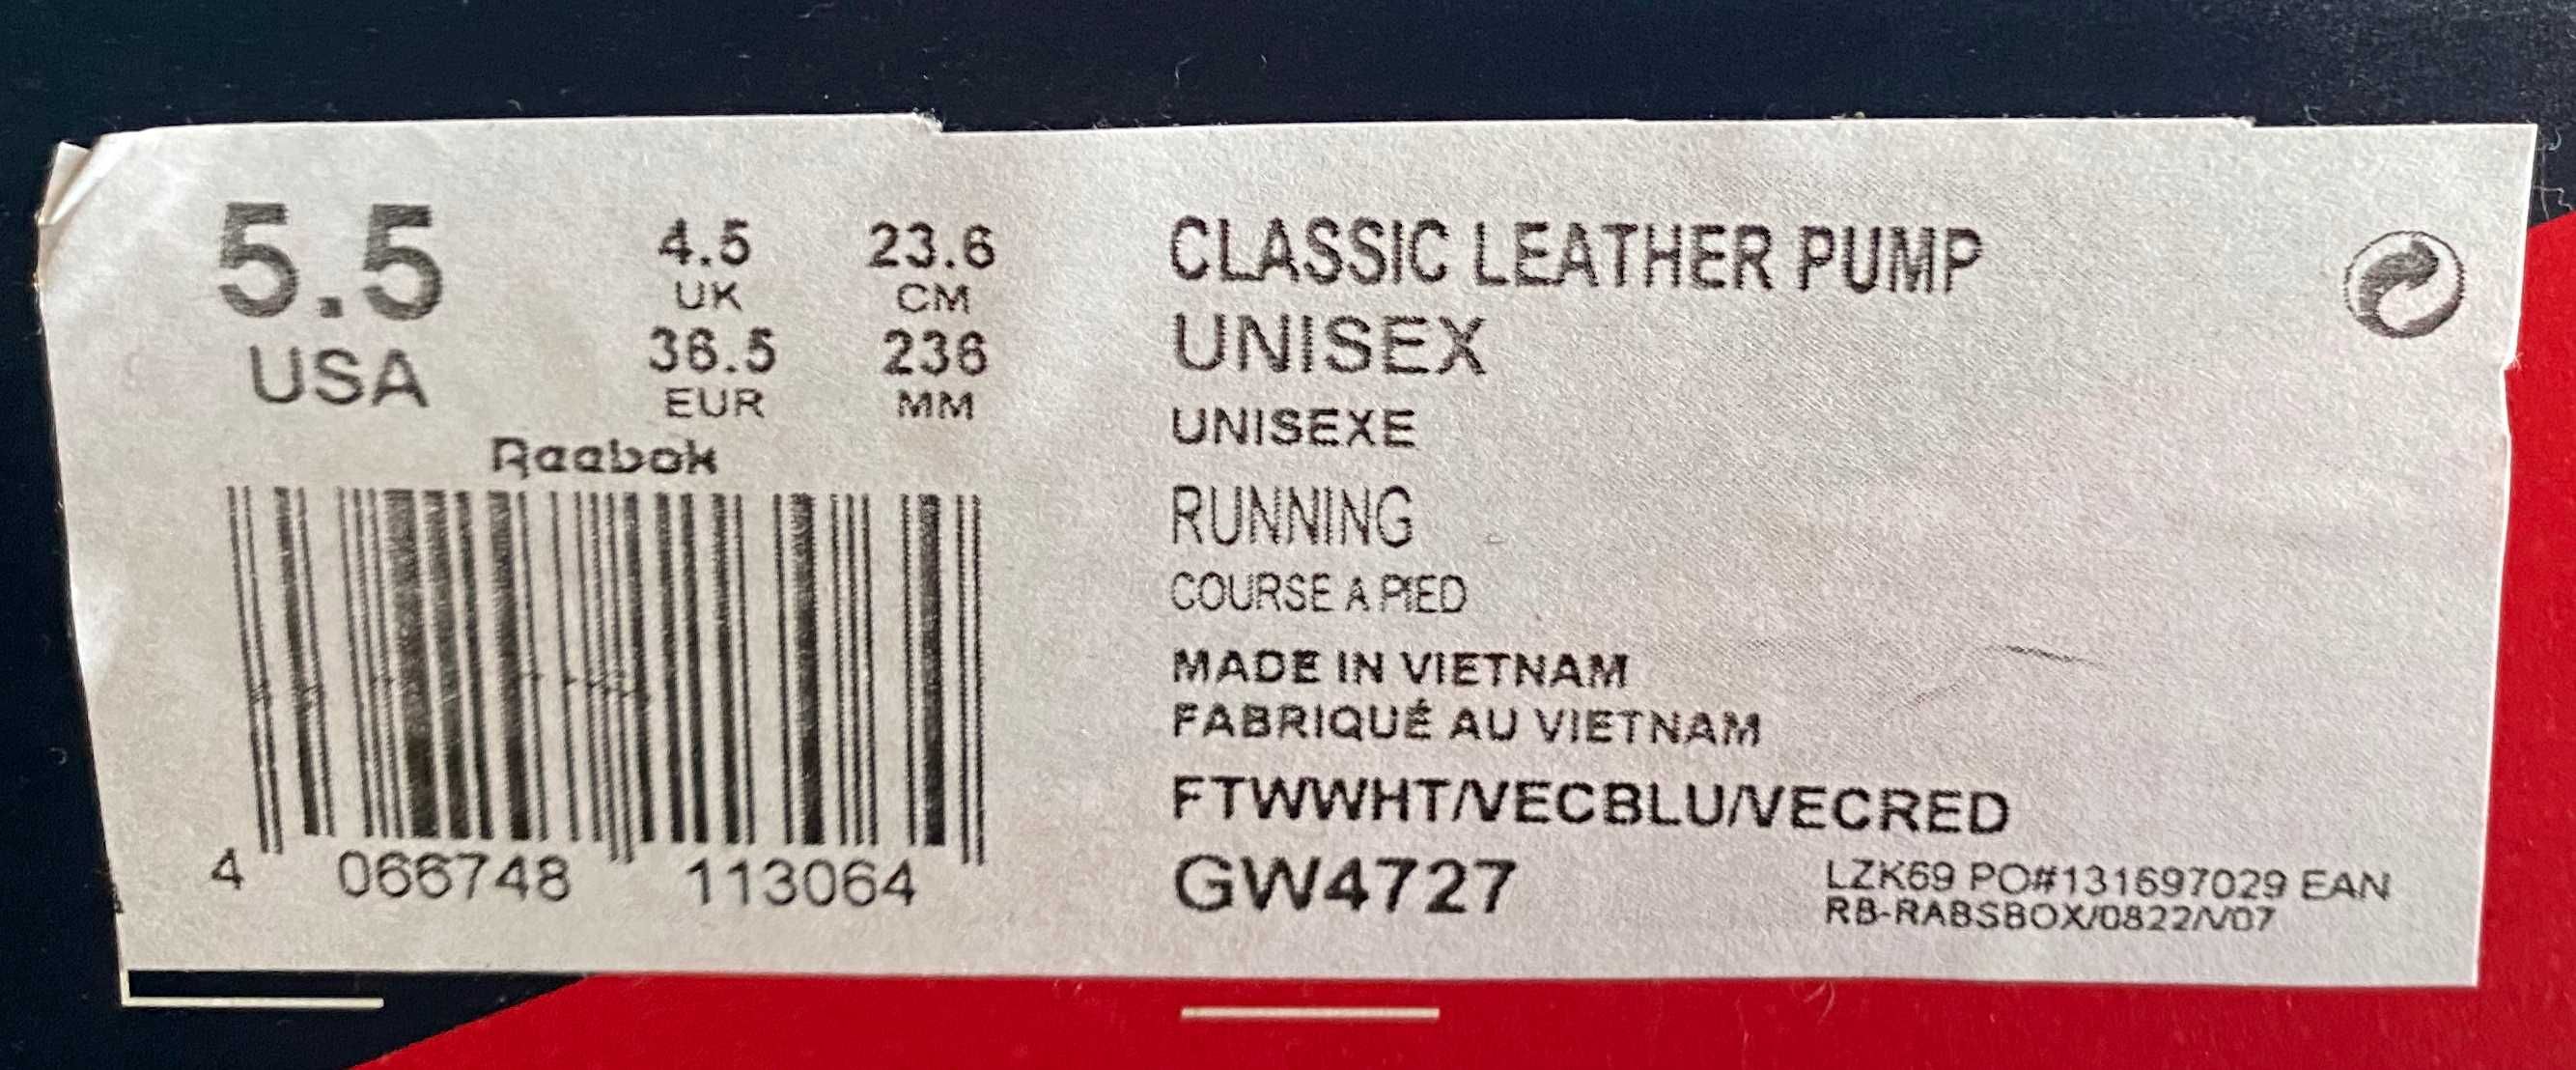 5.5
USA
4.5
UK
36.5
EUR
23.6
CM
236
MM
Reebok
4 066748 113064
CLASSIC LEATHER PUMP
UNISEX
UNISEXE
RUNNING
COURSE A PIED
MADE IN VIETNAM
FABRIQUÉ AU VIETNAM
FTWWHT/VECBLU/VECRED
GW4727
LZK69 PO#131697029 EAN
RB-RABSBOX/0822/V07